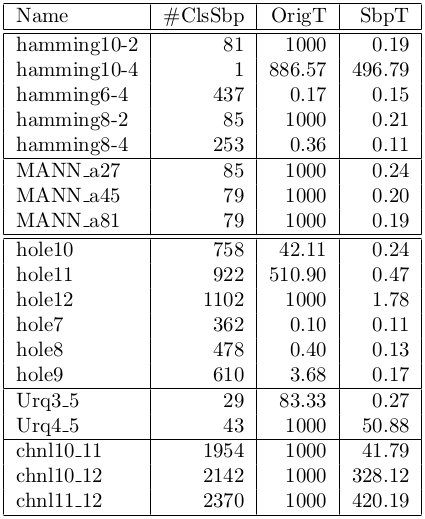 Name #ClsSbp OrigT SbpT
hamming10-2 81 1000 0.19
hamming10-4 1 886.57 496.79
hamming6-4 437 0.17 0.15
hamming8-2 85 1000 0.21
hamming8-4 253 0.36 0.11
MANN_a27 85 1000 0.24
MANN_a45 79 1000 0.20
MANN_a81 79 1000 0.19
hole10 758 42.11 0.24
hole11 922 510.90 0.47
hole12 1102 1000 1.78
hole7 362 0.10 0.11
hole8 478 0.40 0.13
hole9 610 3.68 0.17
Urq3_5 29 83.33 0.27
Urq4_5 43 1000 50.88
chnl10_11 1954 1000 41.79
chnl10_12 2142 1000 328.12
chnl11_12 2370 1000 420.19